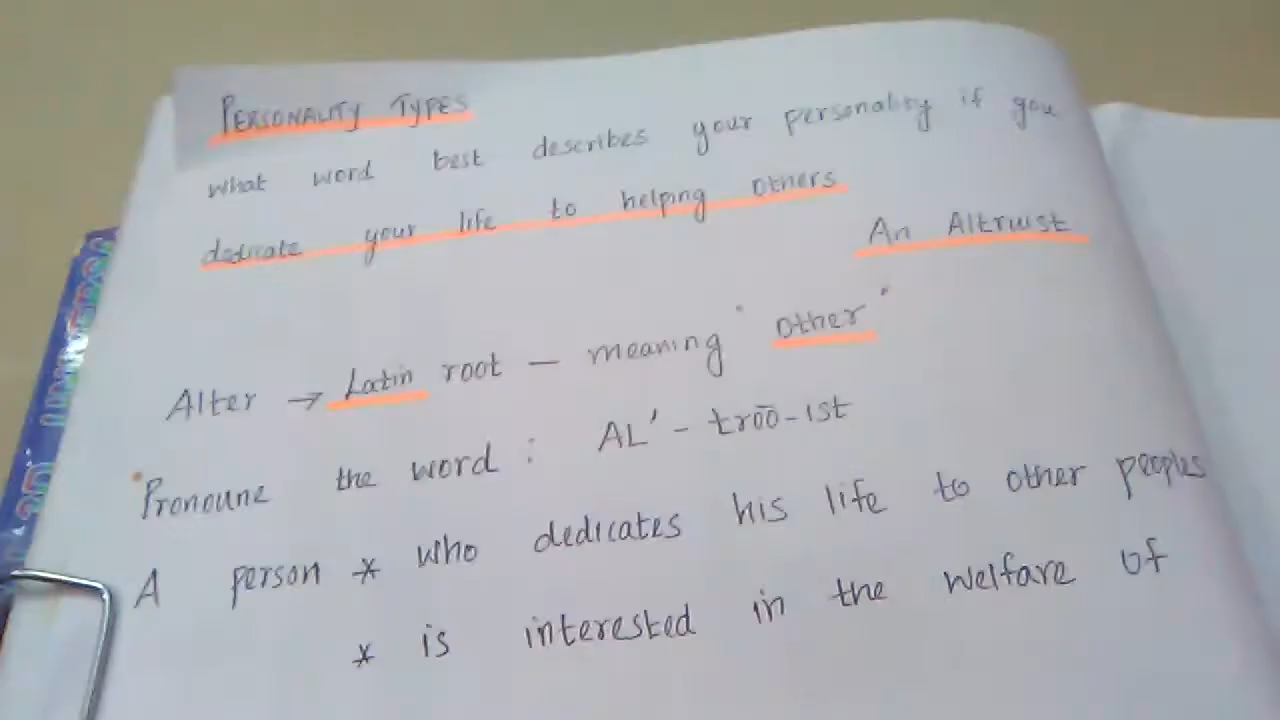 PERSONALITY TYPES
what word best describes your personality if you
dedicate your life to helping others
An Altruist
Alter → Latin root — meaning "other"
Pronoune the word : AL' - trōō-ist
A person * who dedicates his life to other peoples
* is interested in the welfare of